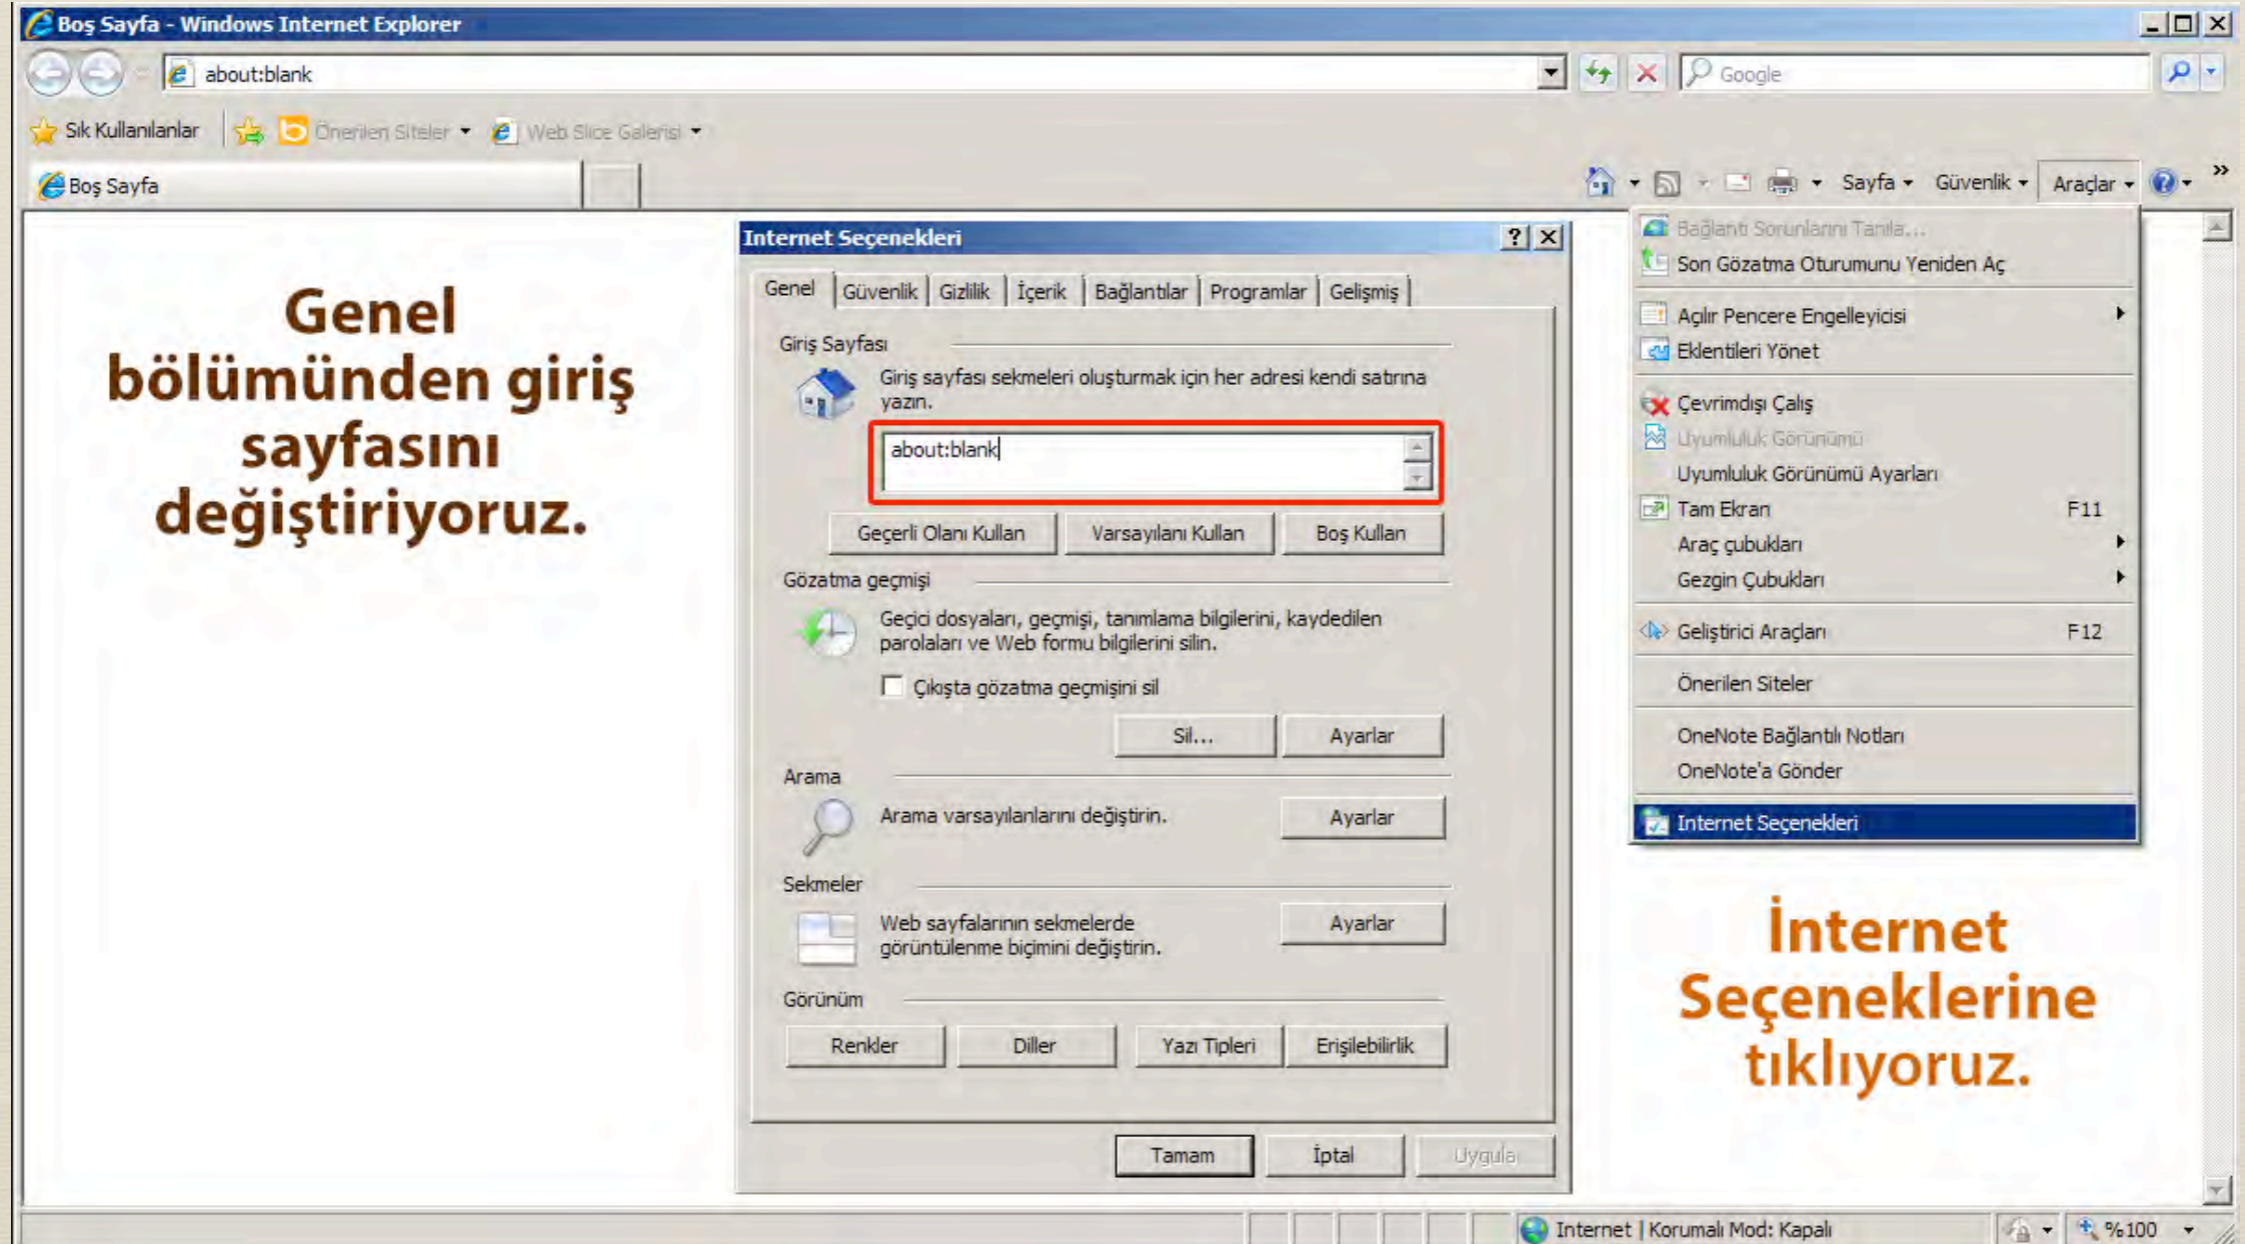 Boş Sayfa - Windows Internet Explorer
about:blank
Google
Sık Kullanılanlar
Önerilen Siteler
Web Slice Galerisi
Boş Sayfa
Sayfa
Güvenlik
Araçlar
»
Genel
bölümünden giriş
sayfasını
değiştiriyoruz.
Internet Seçenekleri
Genel
Güvenlik
Gizlilik
İçerik
Bağlantılar
Programlar
Gelişmiş
Giriş Sayfası
Giriş sayfası sekmeleri oluşturmak için her adresi kendi satırına
yazın.
about:blank
Geçerli Olanı Kullan
Varsayılanı Kullan
Boş Kullan
Gözatma geçmişi
Geçici dosyaları, geçmişi, tanımlama bilgilerini, kaydedilen
parolaları ve Web formu bilgilerini silin.
Çıkışta gözatma geçmişini sil
Sil...
Ayarlar
Arama
Arama varsayılanlarını değiştirin.
Ayarlar
Sekmeler
Web sayfalarının sekmelerde
görüntülenme biçimini değiştirin.
Ayarlar
Görünüm
Renkler
Diller
Yazı Tipleri
Erişilebilirlik
Tamam
İptal
Uygula
Bağlantı Sorunlarını Tanıla...
Son Gözatma Oturumunu Yeniden Aç
Açılır Pencere Engelleyicisi
Eklentileri Yönet
Çevrimdışı Çalış
Uyumluluk Görünümü
Uyumluluk Görünümü Ayarları
Tam Ekran F11
Araç çubukları
Gezgin Çubukları
Geliştirici Araçları F12
Önerilen Siteler
OneNote Bağlantılı Notları
OneNote'a Gönder
Internet Seçenekleri
İnternet
Seçeneklerine
tıklıyoruz.
Internet | Korumalı Mod: Kapalı
%100